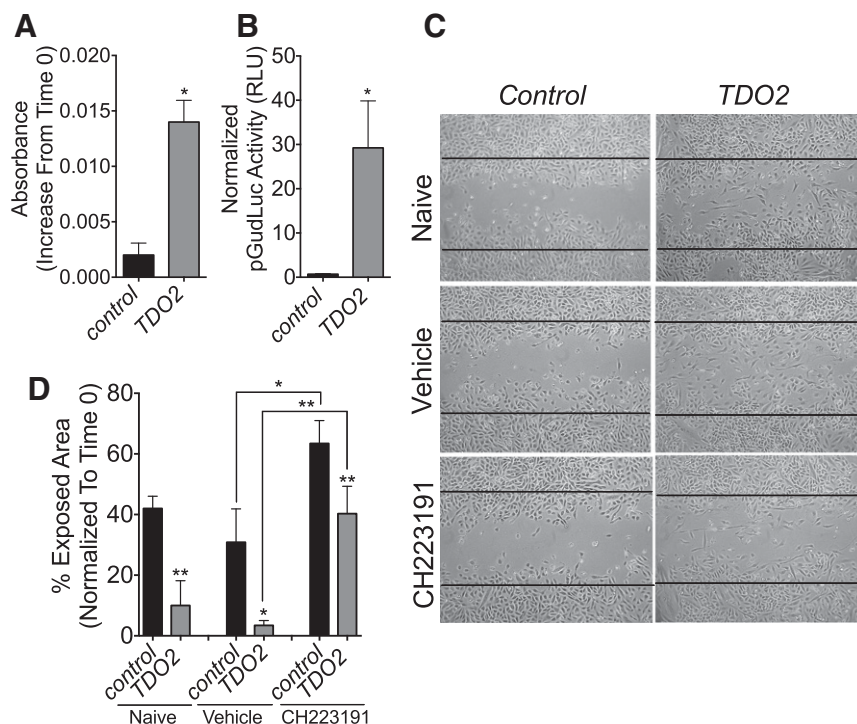 A
Absorbance
(Increase From Time 0)
0.020
0.015
0.010
0.005
0.000
*
control
TDO2
B
Normalized
pGudLuc Activity (RLU)
50
40
30
20
10
0
*
control
TDO2
C
Control
TDO2
Naive
Vehicle
CH223191
D
% Exposed Area
(Normalized To Time 0)
80
60
40
20
0
*
**
**
*
**
control
TDO2
control
TDO2
control
TDO2
Naive
Vehicle
CH223191